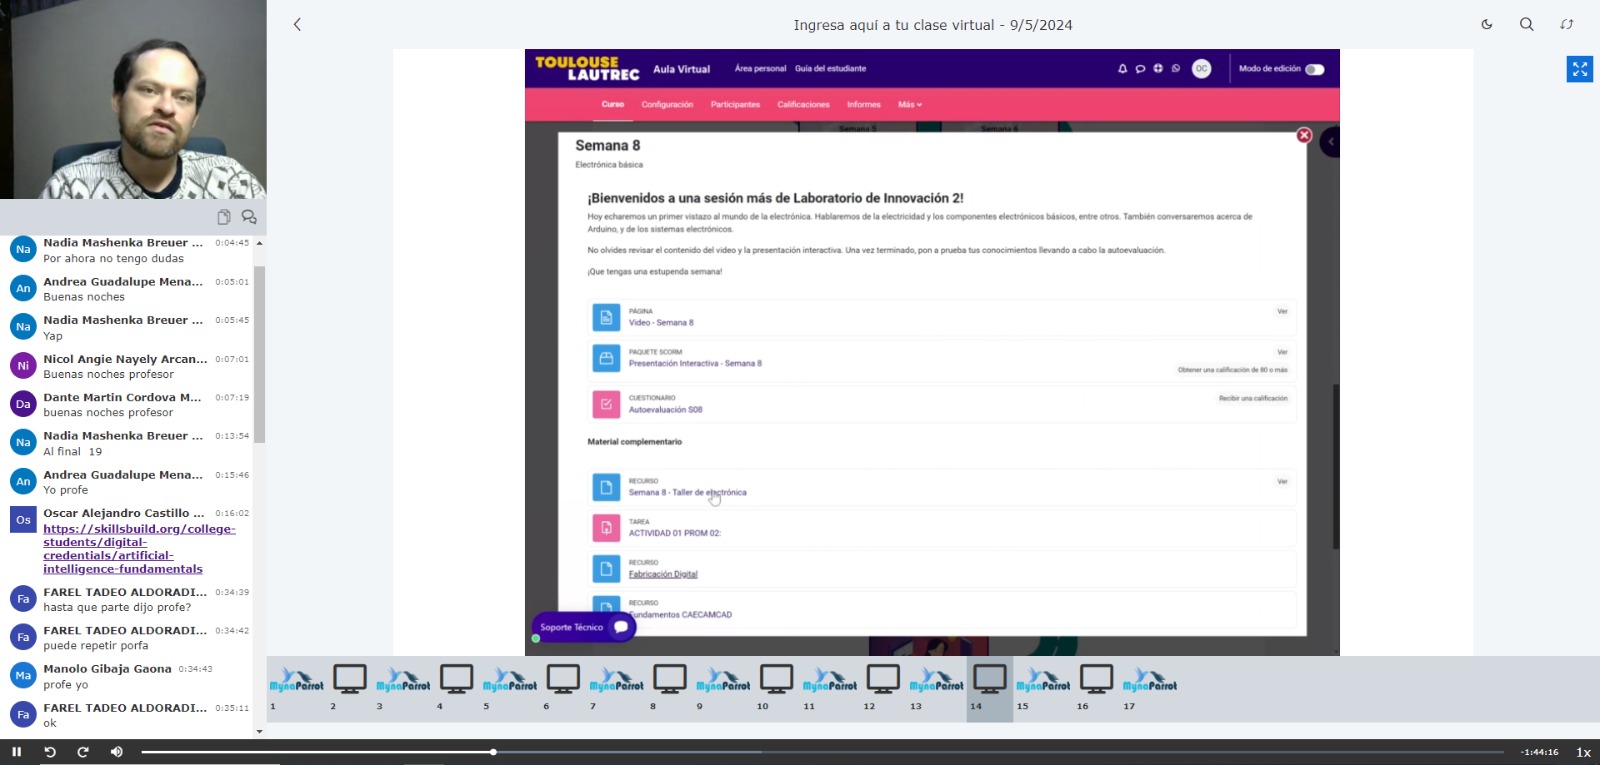 Ingresa aquí a tu clase virtual - 9/5/2024
TOULOUSE
LAUTREC
Aula Virtual
Área personal
Guía del estudiante
OC
Modo de edición
Curso
Configuración
Participantes
Calificaciones
Informes
Más
Semana 5
Semana 6
Semana 8
Electrónica básica
¡Bienvenidos a una sesión más de Laboratorio de Innovación 2!
Hoy echaremos un primer vistazo al mundo de la electrónica. Hablaremos de la electricidad y los componentes electrónicos básicos, entre otros. También conversaremos acerca de
Arduino, y de los sistemas electrónicos.
No olvides revisar el contenido del video y la presentación interactiva. Una vez terminado, pon a prueba tus conocimientos llevando a cabo la autoevaluación.
¡Que tengas una estupenda semana!
PÁGINA
Video - Semana 8
Ver
PAQUETE SCORM
Presentación Interactiva - Semana 8
Ver
Obtener una calificación de 80 o más
CUESTIONARIO
Autoevaluación S08
Recibir una calificación
Material complementario
RECURSO
Semana 8 - Taller de electrónica
Ver
TAREA
ACTIVIDAD 01 PROM 02:
RECURSO
Fabricación Digital
RECURSO
Fundamentos CAECAMCAD
Soporte Técnico
Na
Nadia Mashenka Breuer ...
0:04:45
Por ahora no tengo dudas
An
Andrea Guadalupe Mena...
0:05:01
Buenas noches
Na
Nadia Mashenka Breuer ...
0:05:45
Yap
Ni
Nicol Angie Nayely Arcan...
0:07:01
Buenas noches profesor
Da
Dante Martin Cordova M...
0:07:19
buenas noches profesor
Na
Nadia Mashenka Breuer ...
0:13:54
Al final 19
An
Andrea Guadalupe Mena...
0:15:46
Yo profe
Os
Oscar Alejandro Castillo ...
0:16:02
https://skillsbuild.org/college-
students/digital-
credentials/artificial-
intelligence-fundamentals
Fa
FAREL TADEO ALDORADI...
0:34:39
hasta que parte dijo profe?
Fa
FAREL TADEO ALDORADI...
0:34:42
puede repetir porfa
Ma
Manolo Gibaja Gaona
0:34:43
profe yo
Fa
FAREL TADEO ALDORADI...
0:35:11
ok
MynaParrot
MynaParrot
MynaParrot
MynaParrot
MynaParrot
MynaParrot
MynaParrot
MynaParrot
MynaParrot
1
2
3
4
5
6
7
8
9
10
11
12
13
14
15
16
17
-1:44:16
1x